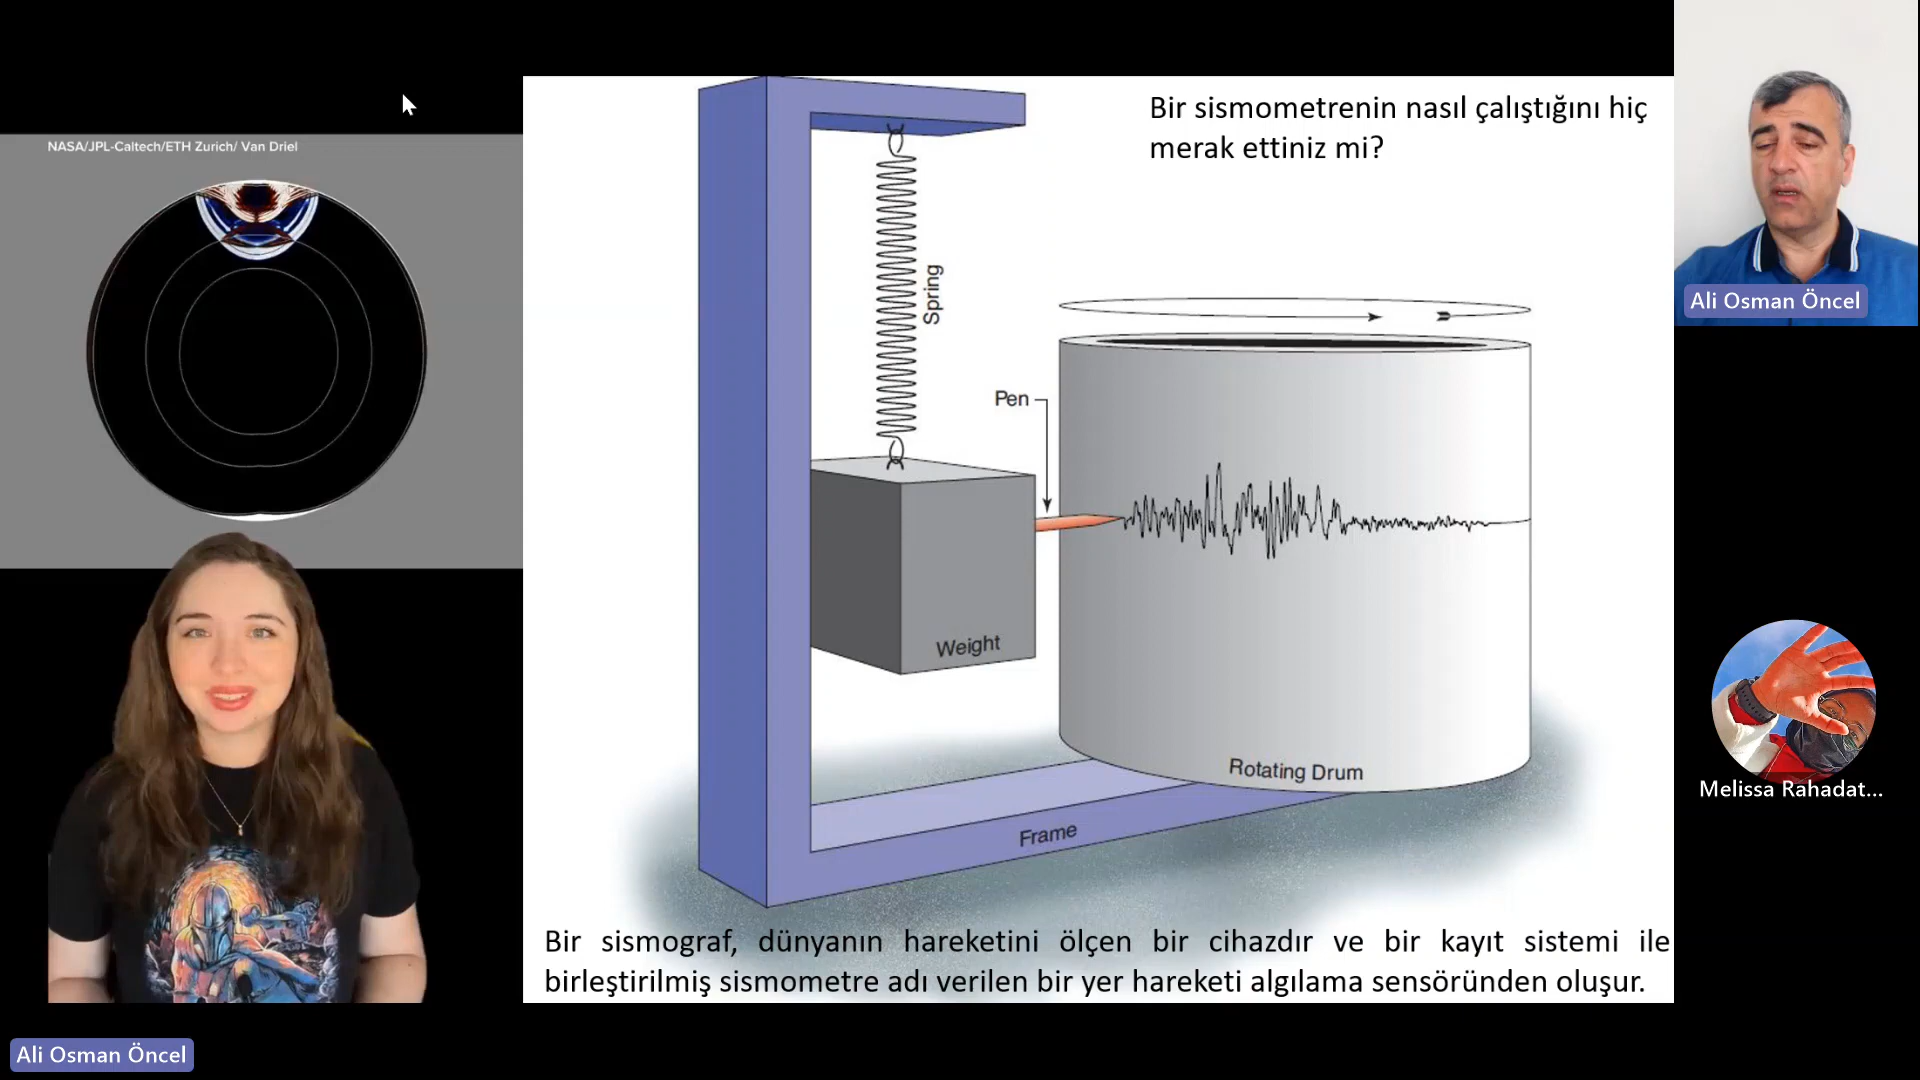 NASA/JPL-Caltech/ETH Zurich/ Van Driel
Bir sismometrenin nasıl çalıştığını hiç
merak ettiniz mi?
Spring
Pen
Weight
Rotating Drum
Frame
Bir sismograf, dünyanın hareketini ölçen bir cihazdır ve bir kayıt sistemi ile
birleştirilmiş sismometre adı verilen bir yer hareketi algılama sensöründen oluşur.
Ali Osman Öncel
Melissa Rahadat...
Ali Osman Öncel